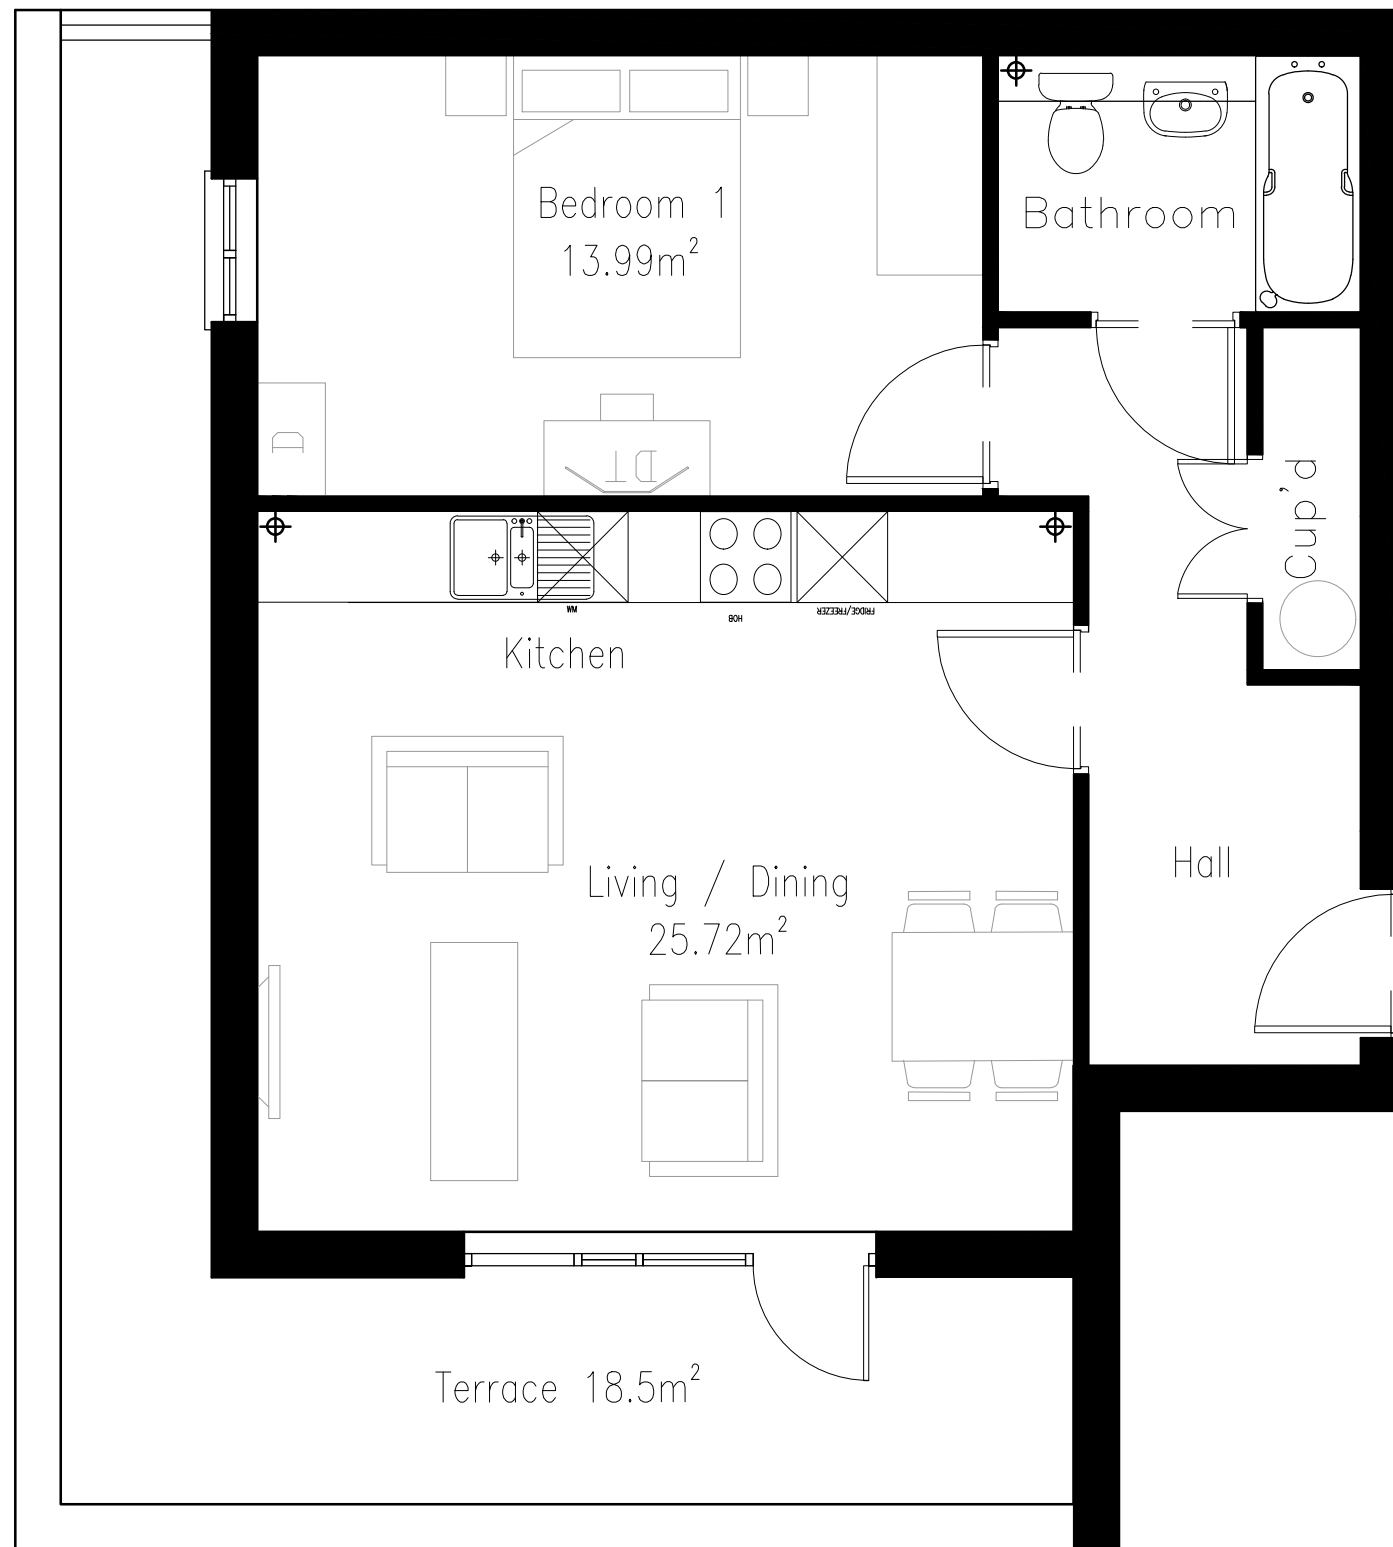 Bedroom 1
13.99m²
Bathroom
D
DT
Cup'd
WM
HOB
FRIDGE/FREEZER
Kitchen
Hall
Living / Dining
25.72m²
Terrace 18.5m²